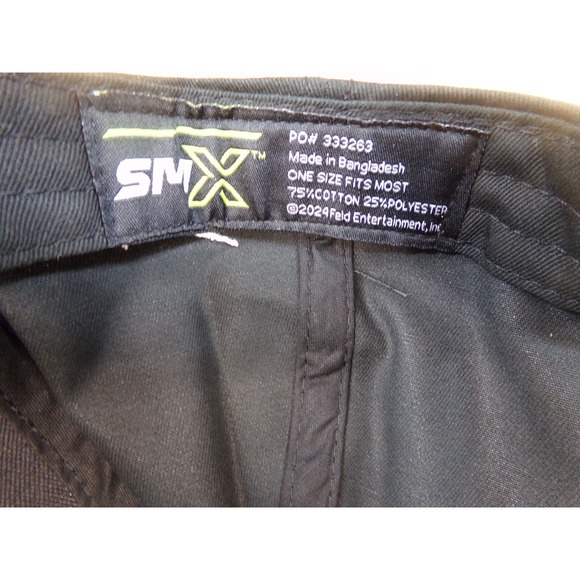 SMX™
PO# 333263
Made in Bangladesh
ONE SIZE FITS MOST
75%COTTON 25%POLYESTER
©2024Feld Entertainment, Inc.